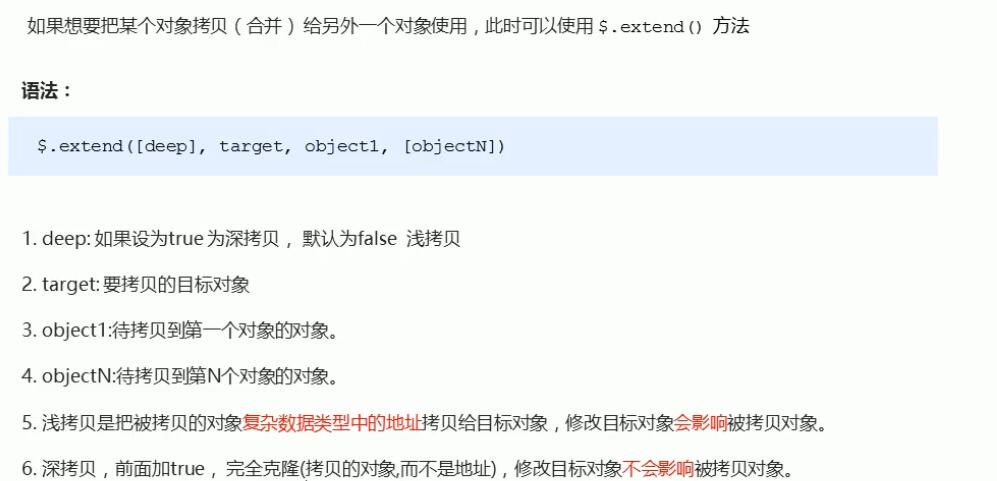 如果想要把某个对象拷贝（合并）给另外一个对象使用，此时可以使用 $.extend() 方法
语法：
$.extend([deep], target, object1, [objectN])
1. deep: 如果设为true 为深拷贝， 默认为false 浅拷贝
2. target: 要拷贝的目标对象
3. object1:待拷贝到第一个对象的对象。
4. objectN:待拷贝到第N个对象的对象。
5. 浅拷贝是把被拷贝的对象复杂数据类型中的地址拷贝给目标对象，修改目标对象会影响被拷贝对象。
6. 深拷贝，前面加true， 完全克隆(拷贝的对象,而不是地址)，修改目标对象不会影响被拷贝对象。